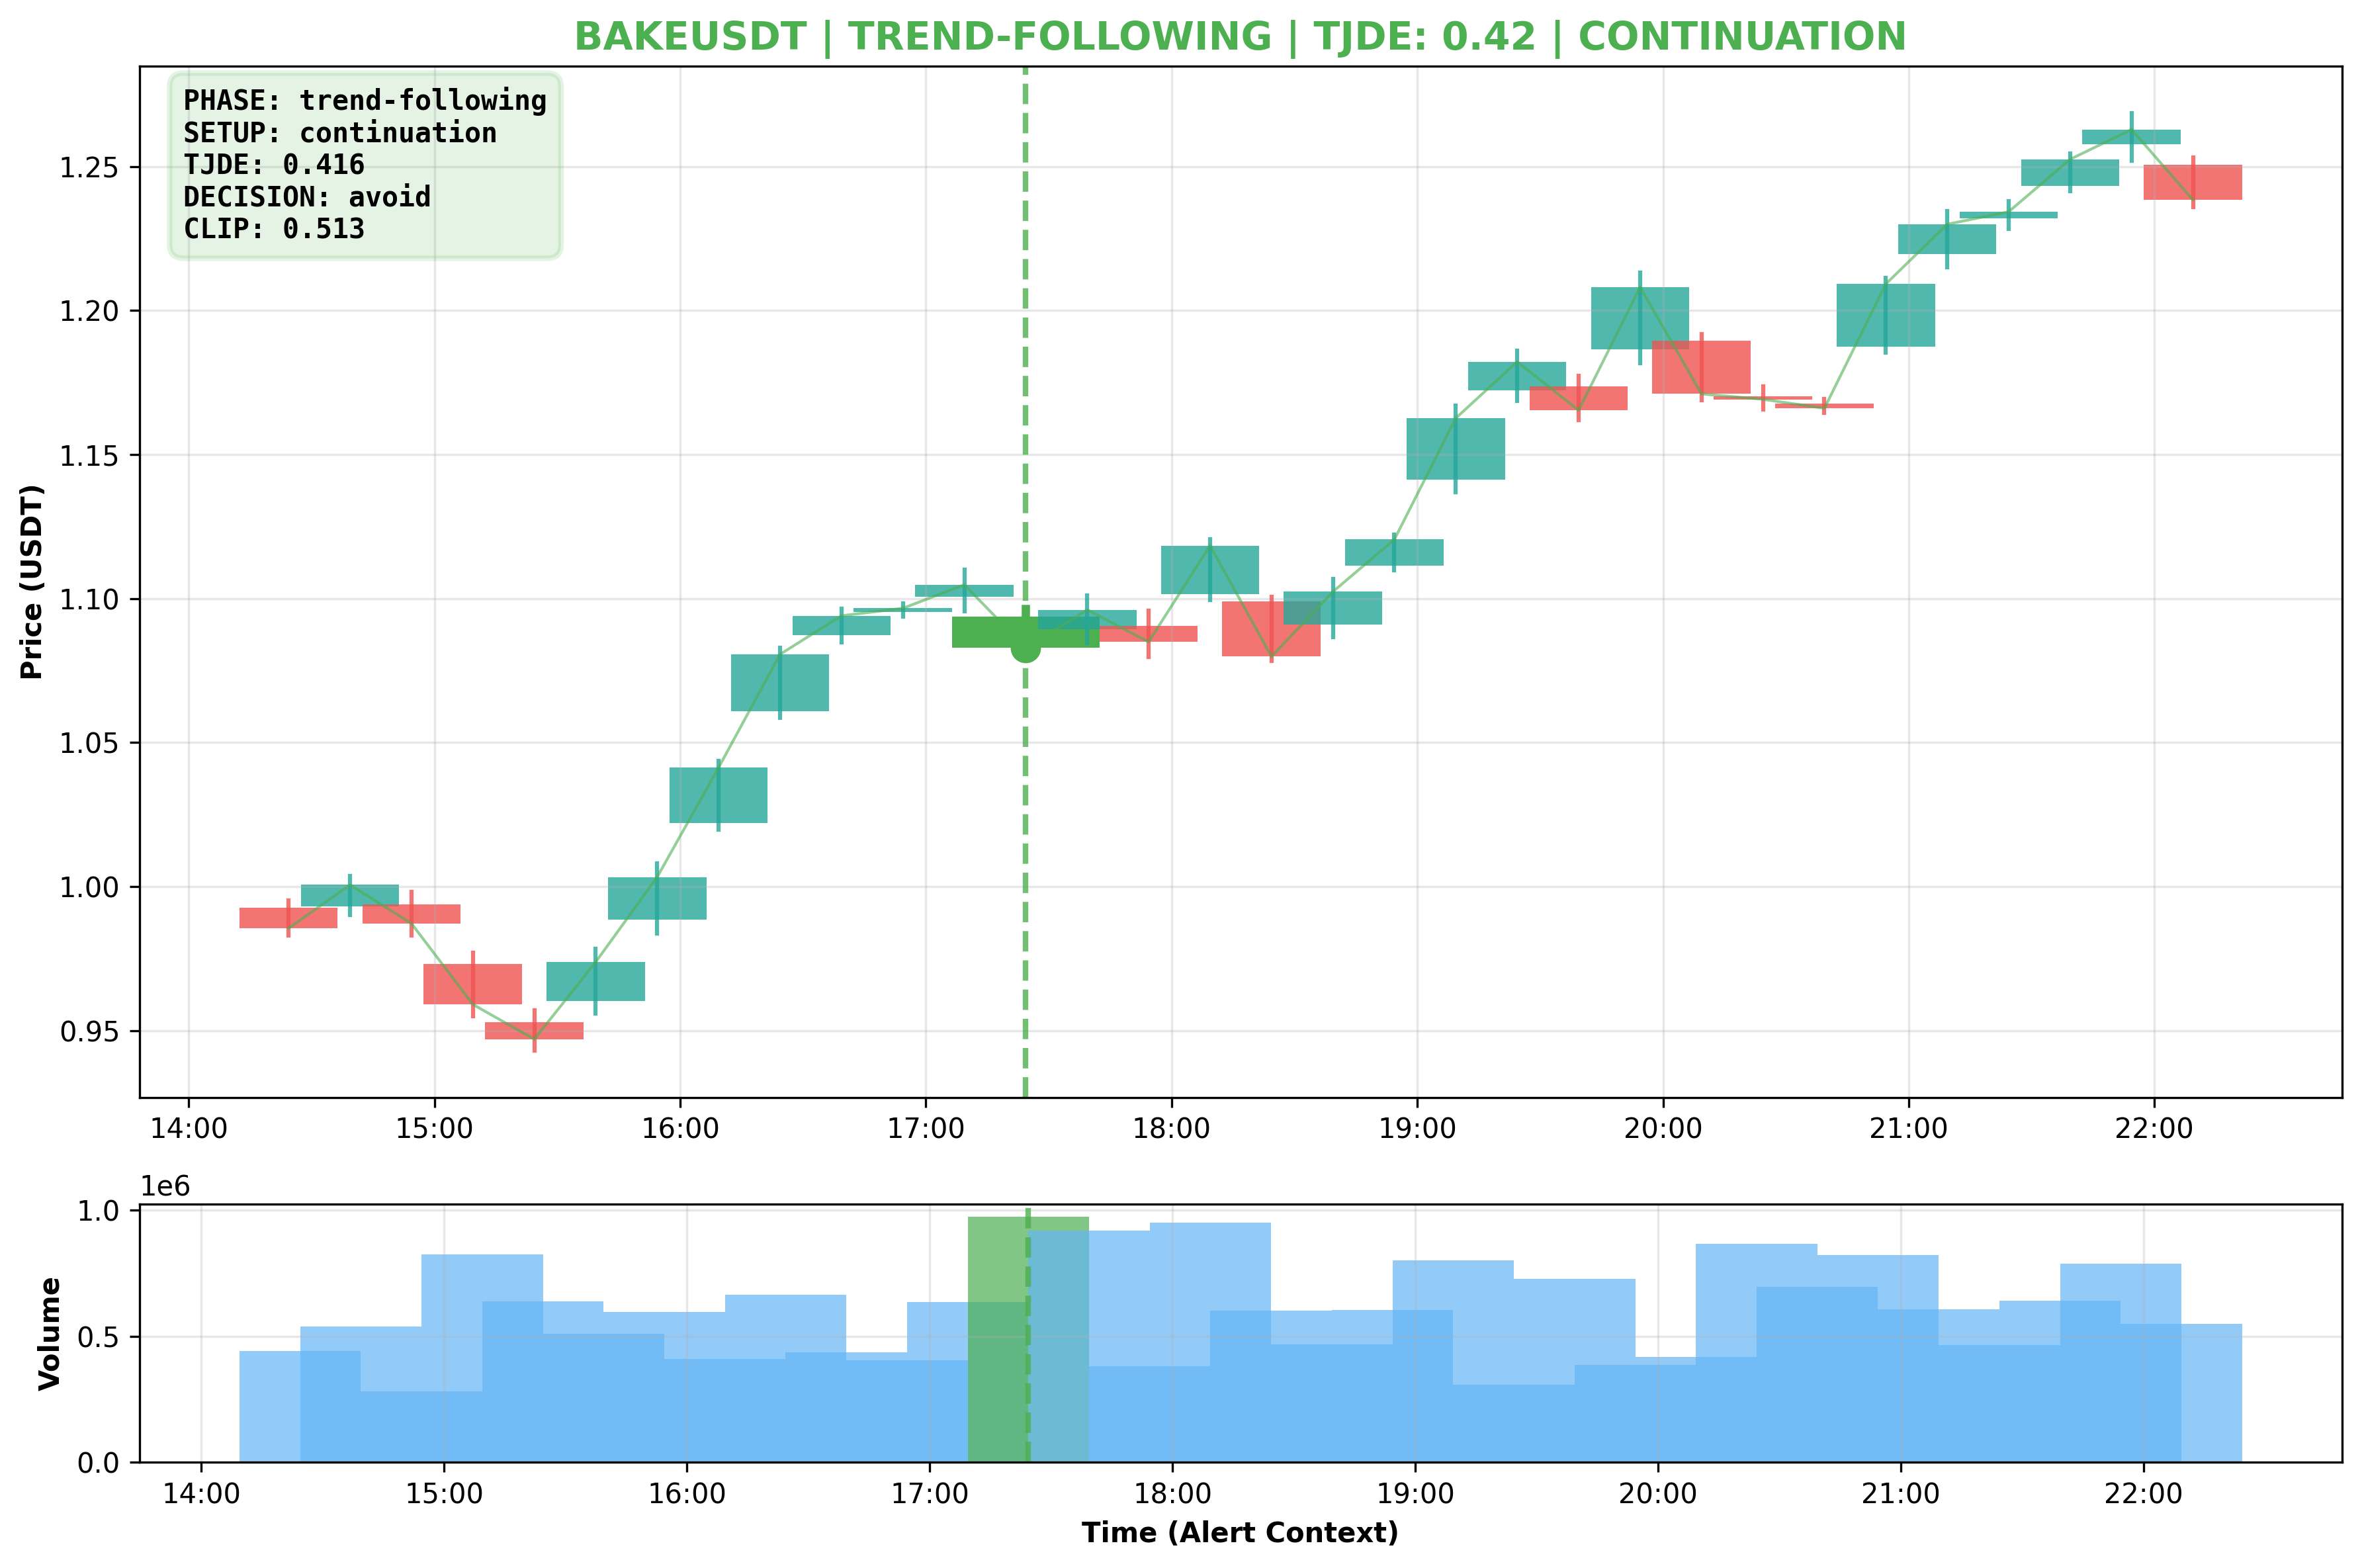 BAKEUSDT | TREND-FOLLOWING | TJDE: 0.42 | CONTINUATION
PHASE: trend-following
SETUP: continuation
TJDE: 0.416
DECISION: avoid
CLIP: 0.513
Price (USDT)
1.25
1.20
1.15
1.10
1.05
1.00
0.95
14:00 15:00 16:00 17:00 18:00 19:00 20:00 21:00 22:00
1e6
Volume
1.0
0.5
0.0
14:00 15:00 16:00 17:00 18:00 19:00 20:00 21:00 22:00
Time (Alert Context)